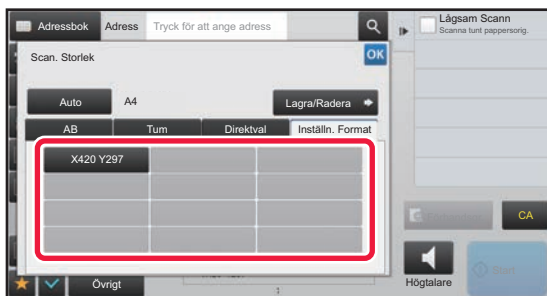 Adressbok
Adress
Tryck för att ange adress
Lågsam Scann
Scanna tunt pappersorig.
Scan. Storlek
OK
Auto
A4
Lagra/Radera
AB
Tum
Direktval
Inställn. Format
X420 Y297
CA
Övrigt
Högtalare
Start